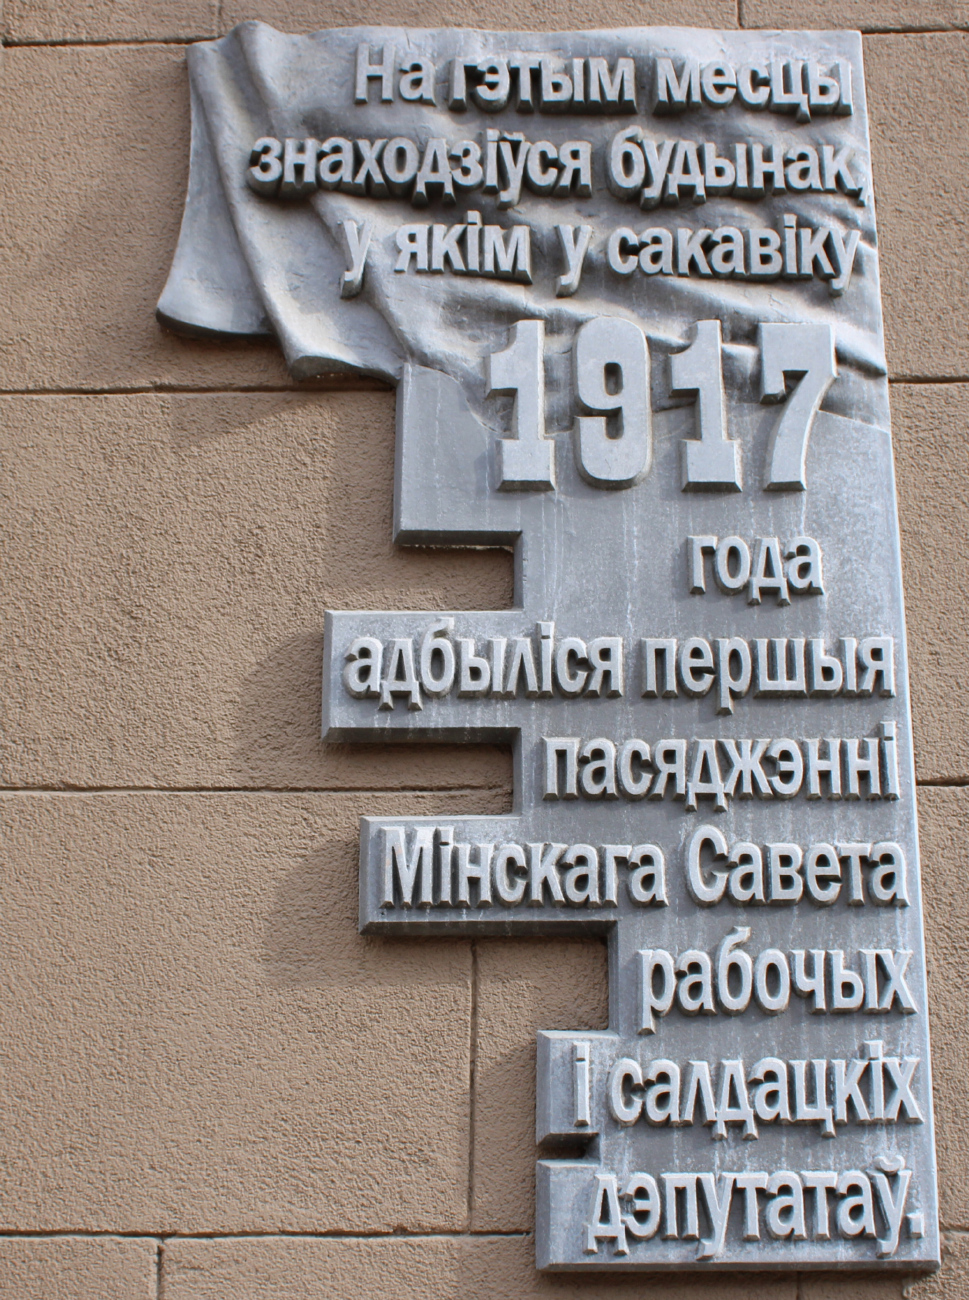 На гэтым месцы
знаходзіўся будынак,
у якім у сакавіку
1917
года
адбыліся першыя
пасяджэнні
Мінскага Савета
рабочых
і салдацкіх
дэпутатаў.